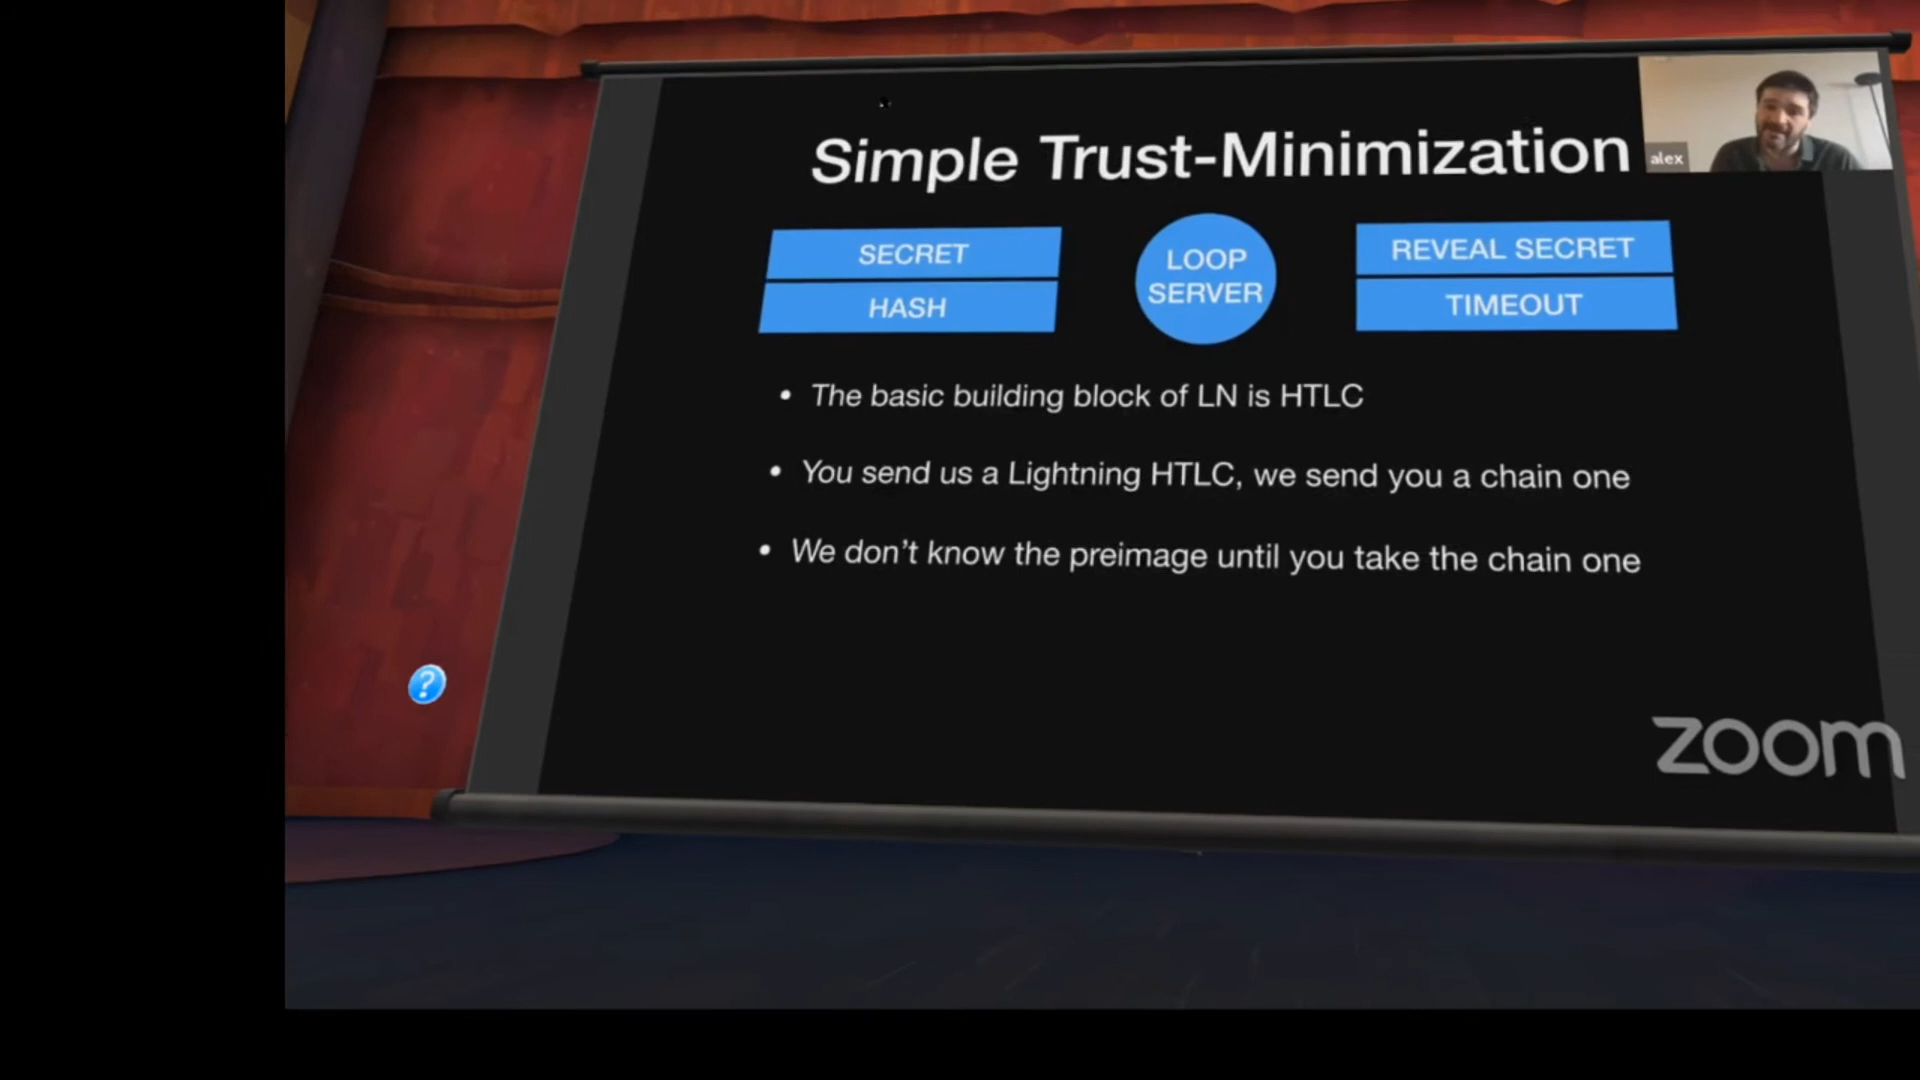 Simple Trust-Minimization
alex
SECRET
HASH
LOOP
SERVER
REVEAL SECRET
TIMEOUT
• The basic building block of LN is HTLC
• You send us a Lightning HTLC, we send you a chain one
• We don't know the preimage until you take the chain one
?
zoom